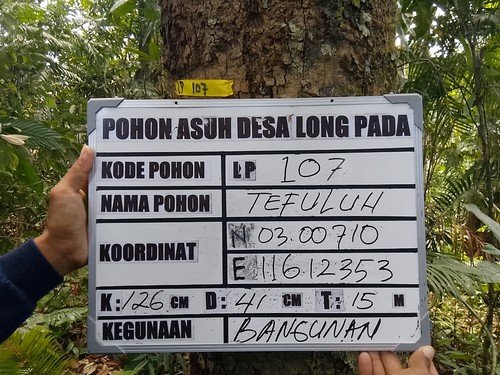 LP 107
POHON ASUH DESA LONG PADA
KODE POHON LP 107
NAMA POHON TEFULUH
KOORDINAT N 03.00710
E 116.12353
K: 126 CM D: 41 CM T: 15 M
KEGUNAAN BANGUNAN